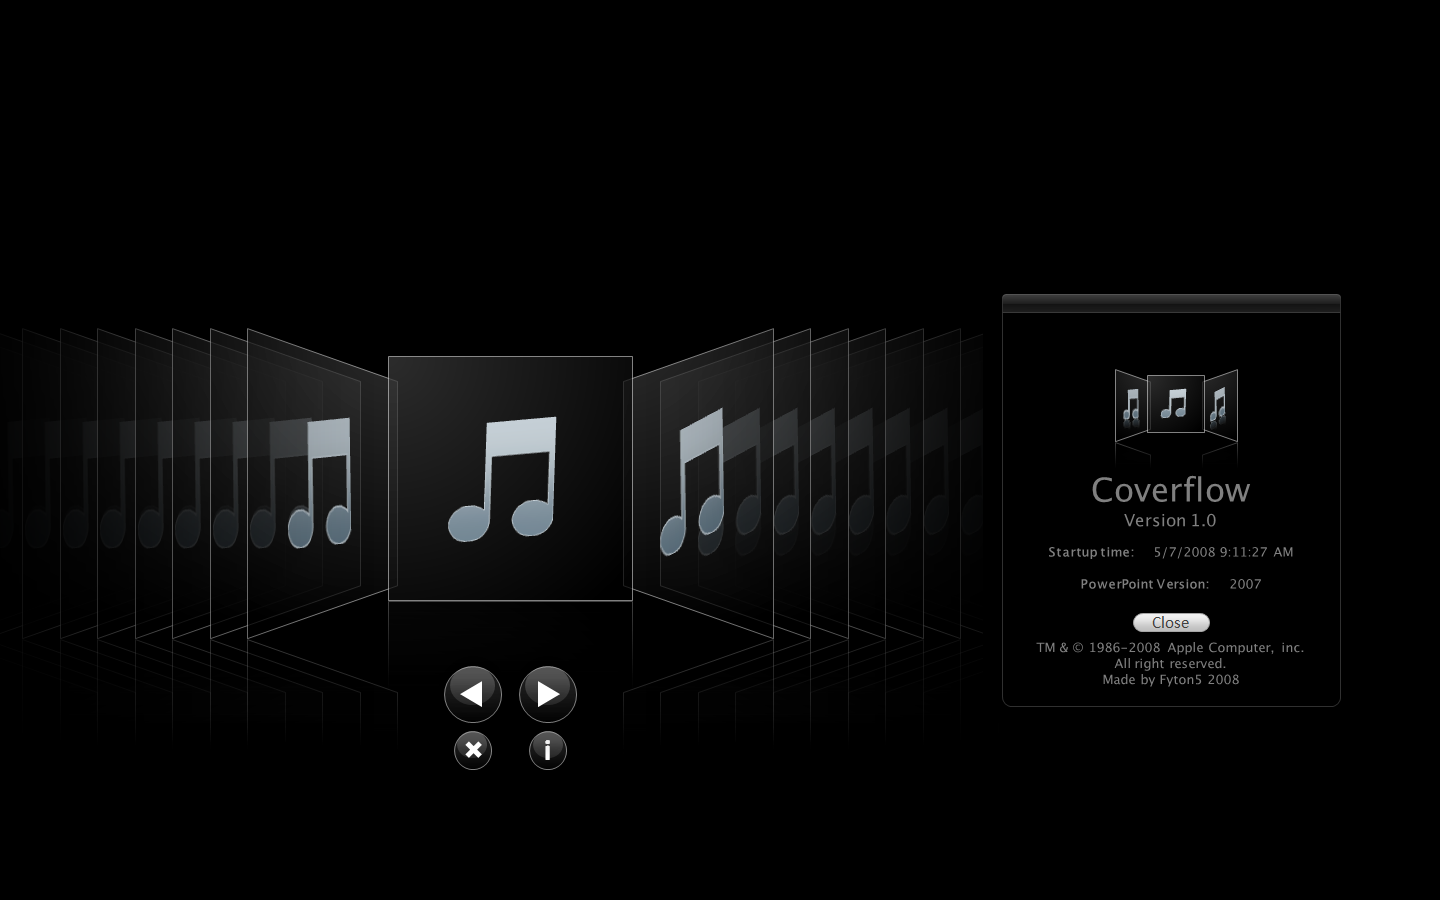 Coverflow
Version 1.0
Startup time: 5/7/2008 9:11:27 AM
PowerPoint Version: 2007
Close
TM & © 1986-2008 Apple Computer, inc.
All right reserved.
Made by Fyton5 2008